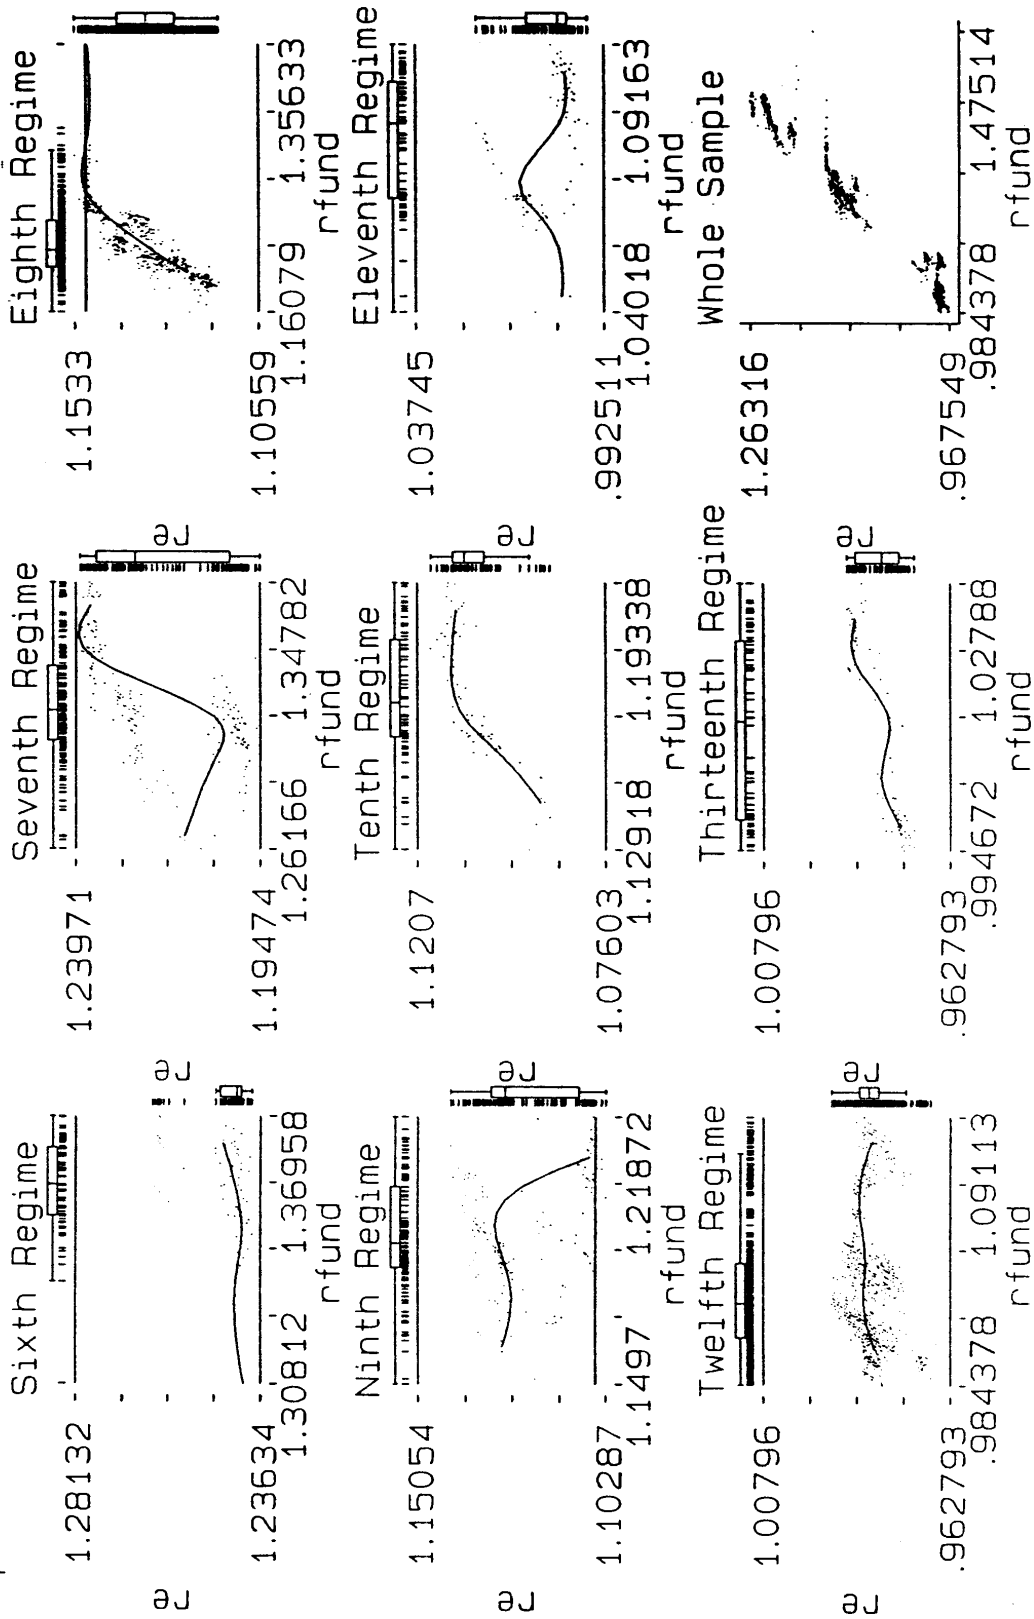 Sixth Regime
1.28132
re
re
1.23634
1.30812
1.36958
rfund
Seventh Regime
1.23971
re
1.19474
1.26166
1.34782
rfund
Eighth Regime
1.1533
1.10559
1.16079
1.35633
rfund
Ninth Regime
1.15054
re
re
1.10287
1.1497
1.21872
rfund
Tenth Regime
1.1207
re
1.07603
1.12918
1.19338
rfund
Eleventh Regime
1.03745
.992511
1.04018
1.09163
rfund
Twelfth Regime
1.00796
re
re
.962793
.984378
1.09113
rfund
Thirteenth Regime
1.00796
re
.962793
.994672
1.02788
rfund
Whole Sample
1.26316
.967549
.984378
1.47514
rfund